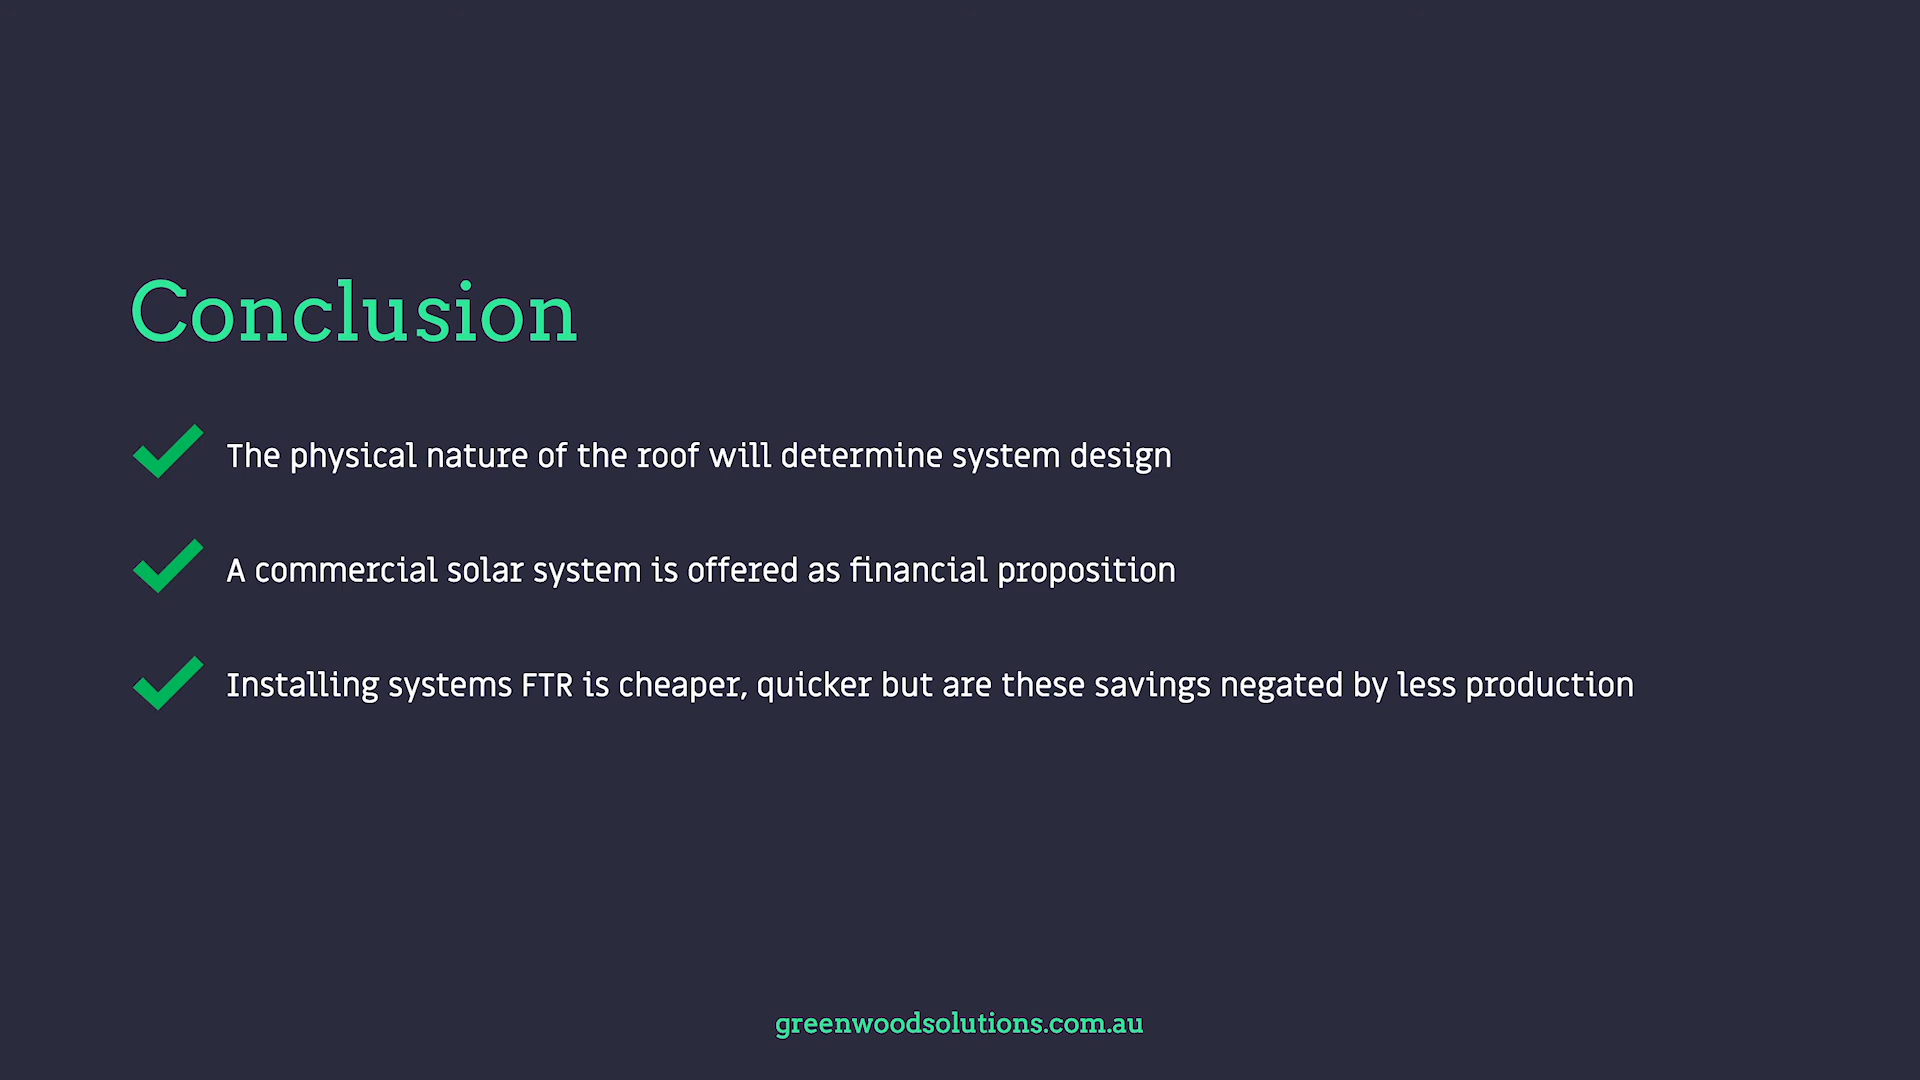 Conclusion
The physical nature of the roof will determine system design
A commercial solar system is offered as financial proposition
Installing systems FTR is cheaper, quicker but are these savings negated by less production
greenwoodsolutions.com.au